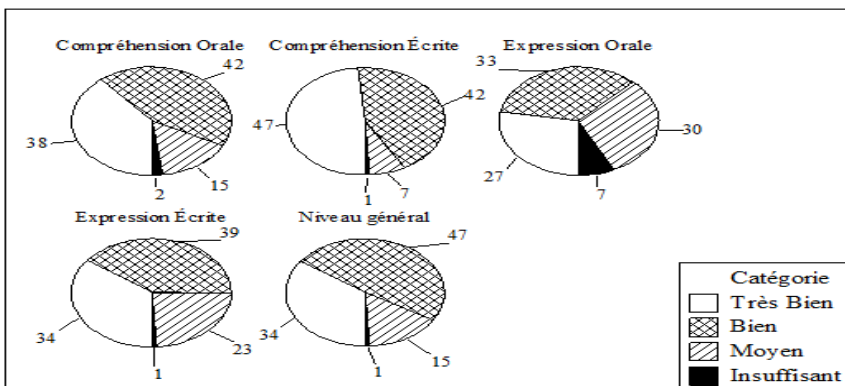 Compréhension Orale
42
38
15
2
Compréhension Écrite
47
42
7
1
Expression Orale
33
30
27
7
Expression Écrite
39
34
23
1
Niveau général
47
34
15
1
Catégorie
Très Bien
Bien
Moyen
Insuffisant